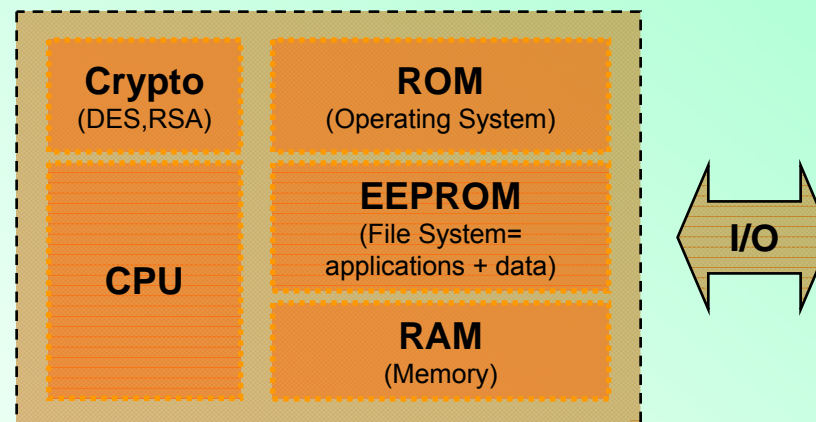 Crypto
(DES,RSA)
ROM
(Operating System)
EEPROM
(File System=
applications + data)
CPU
RAM
(Memory)
I/O